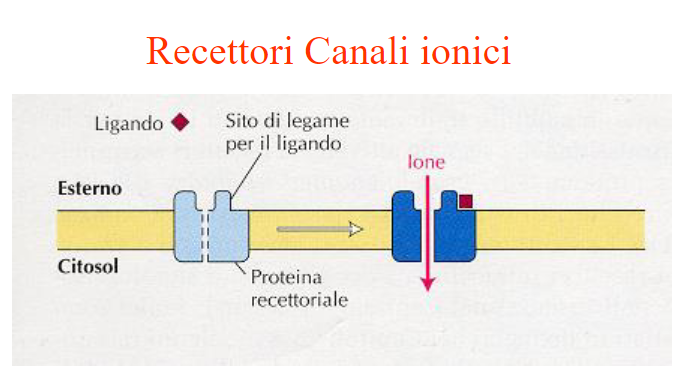 Recettori Canali ionici
Ligando
Sito di legame
per il ligando
Ione
Esterno
Citosol
Proteina
recettoriale